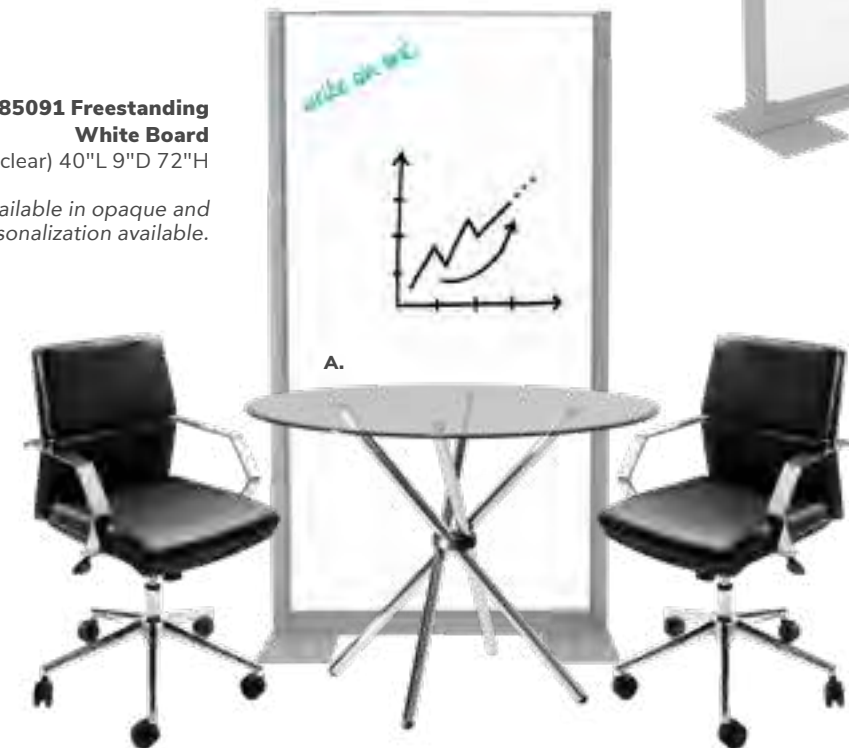 85091 Freestanding
White Board
clear) 40"L 9"D 72"H
ailable in opaque and
sonalization available.
write on me.
A.